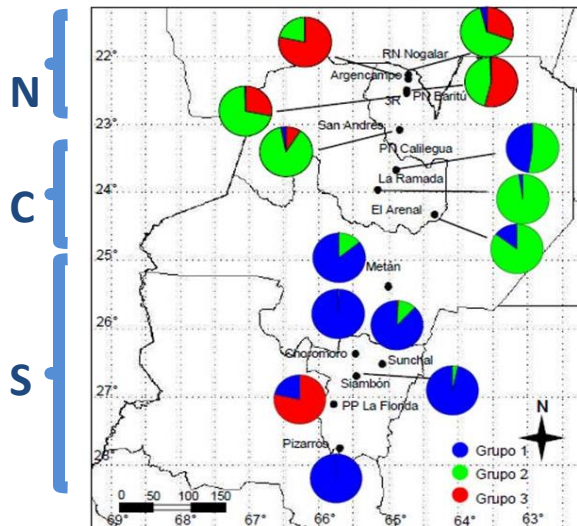 N
C
S
22°
23°
24°
25°
26°
27°
28°
RN Nogalar
Argencampo
PN Baritú
3R
San Andrés
PN Calilegua
La Ramada
El Arenal
Metán
Choromoro
Sunchal
Siambón
PP La Florida
Pizarros
N
Grupo 1
Grupo 2
Grupo 3
0 50 100 150
69° 68° 67° 66° 65° 64° 63°